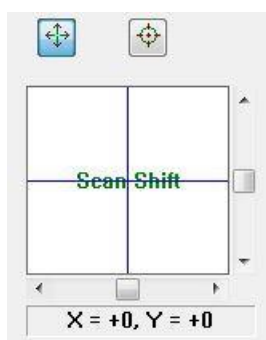 Scan Shift
X = +0, Y = +0